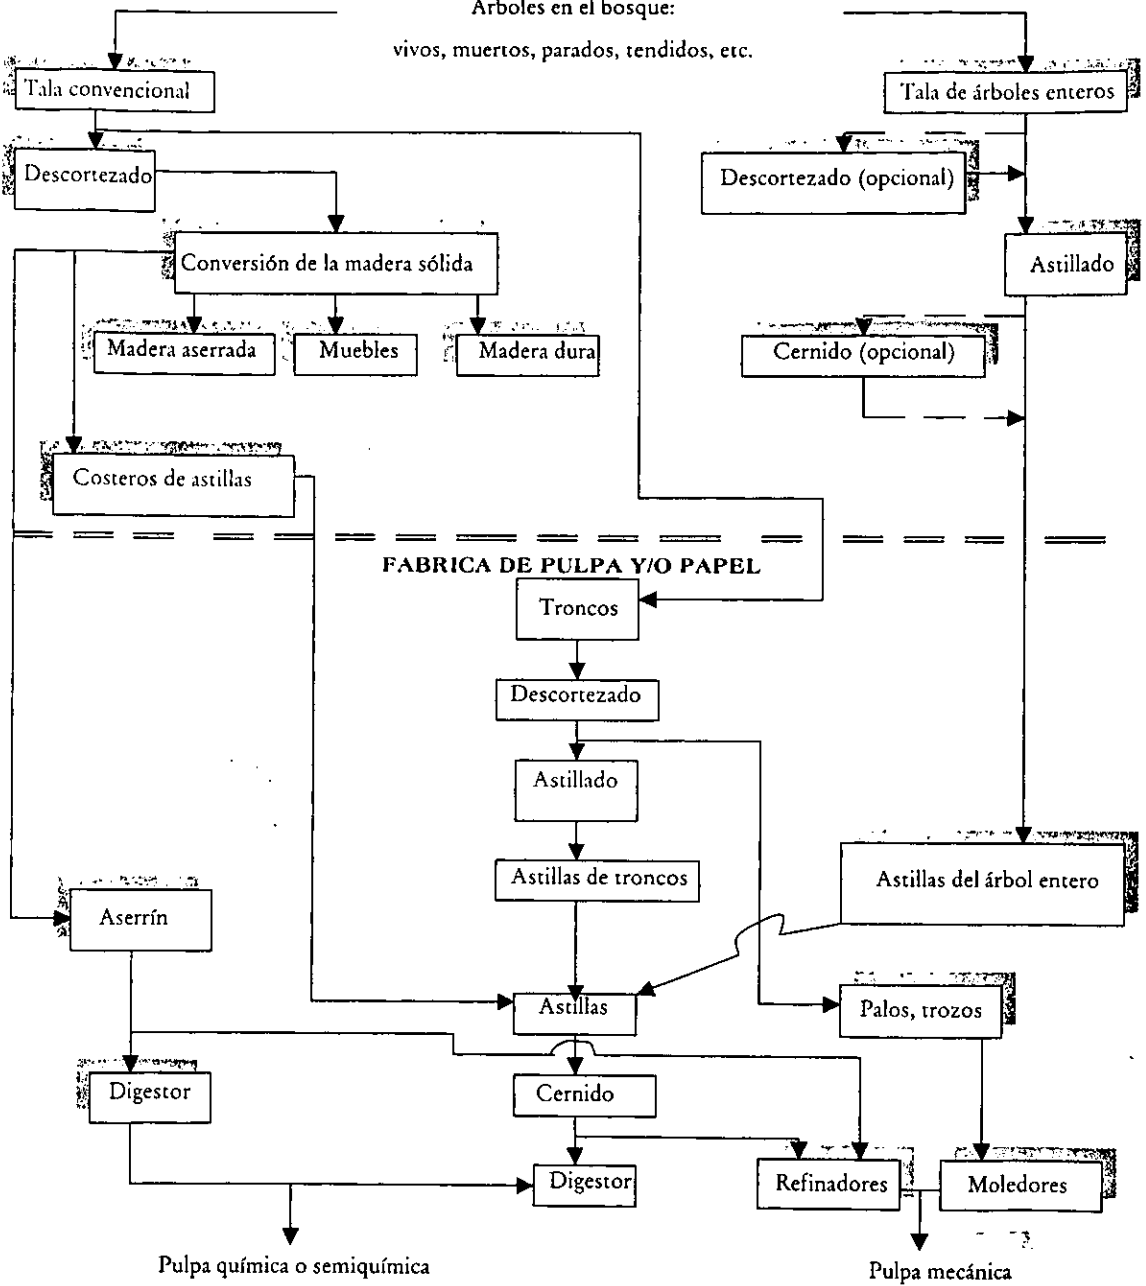 Arboles en el bosque:
vivos, muertos, parados, tendidos, etc.
Tala convencional
Tala de árboles enteros
Descortezado
Descortezado (opcional)
Conversión de la madera sólida
Astillado
Madera aserrada
Muebles
Madera dura
Cernido (opcional)
Costeros de astillas
FABRICA DE PULPA Y/O PAPEL
Troncos
Descortezado
Astillado
Astillas de troncos
Astillas del árbol entero
Aserrín
Astillas
Palos, trozos
Digestor
Cernido
Digestor
Refinadores
Moledores
Pulpa química o semiquímica
Pulpa mecánica